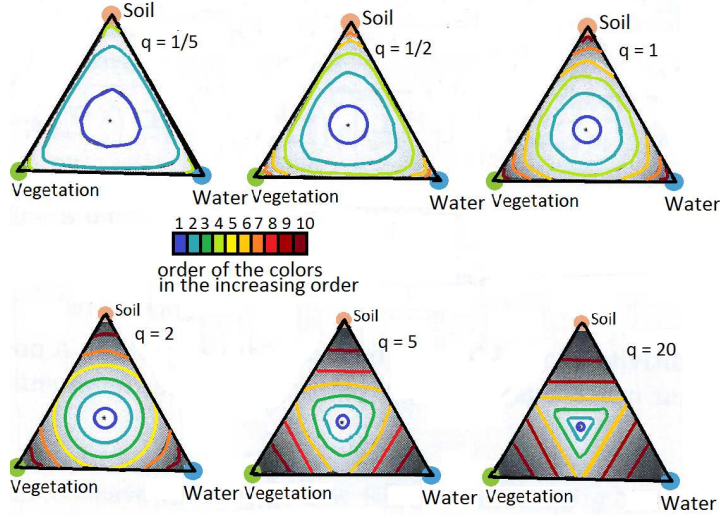 Soil
q = 1/5
Vegetation
Water
Soil
q = 1/2
Vegetation
Water
Soil
q = 1
Vegetation
Water
1 2 3 4 5 6 7 8 9 10
order of the colors
in the increasing order
Soil
q = 2
Vegetation
Water
Soil
q = 5
Vegetation
Water
Soil
q = 20
Vegetation
Water